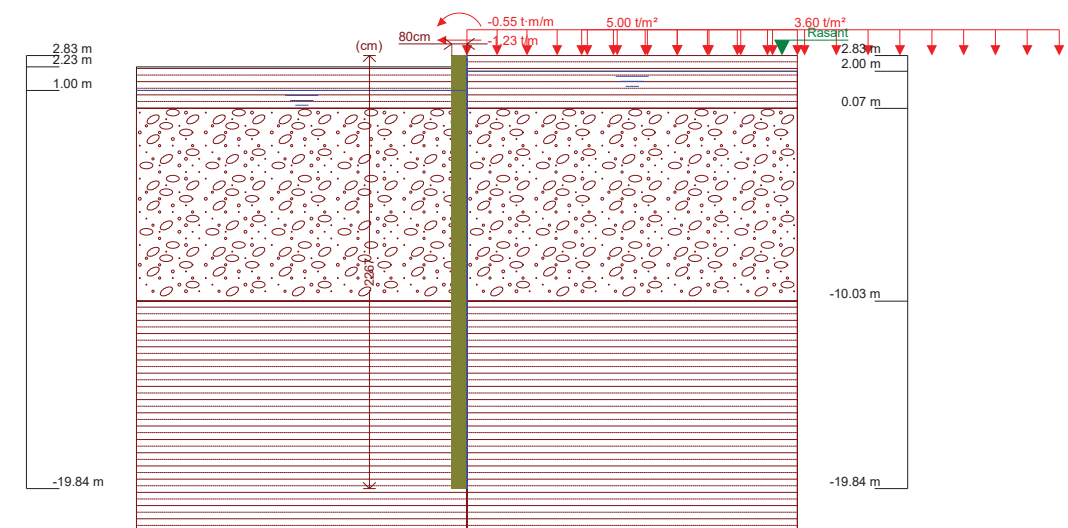 -0.55 t·m/m
5.00 t/m²
3.60 t/m²
80cm
-1.23 t/m
Rasant
(cm)
2.83 m
2.23 m
1.00 m
2.83 m
2.00 m
0.07 m
2267
-10.03 m
-19.84 m
-19.84 m